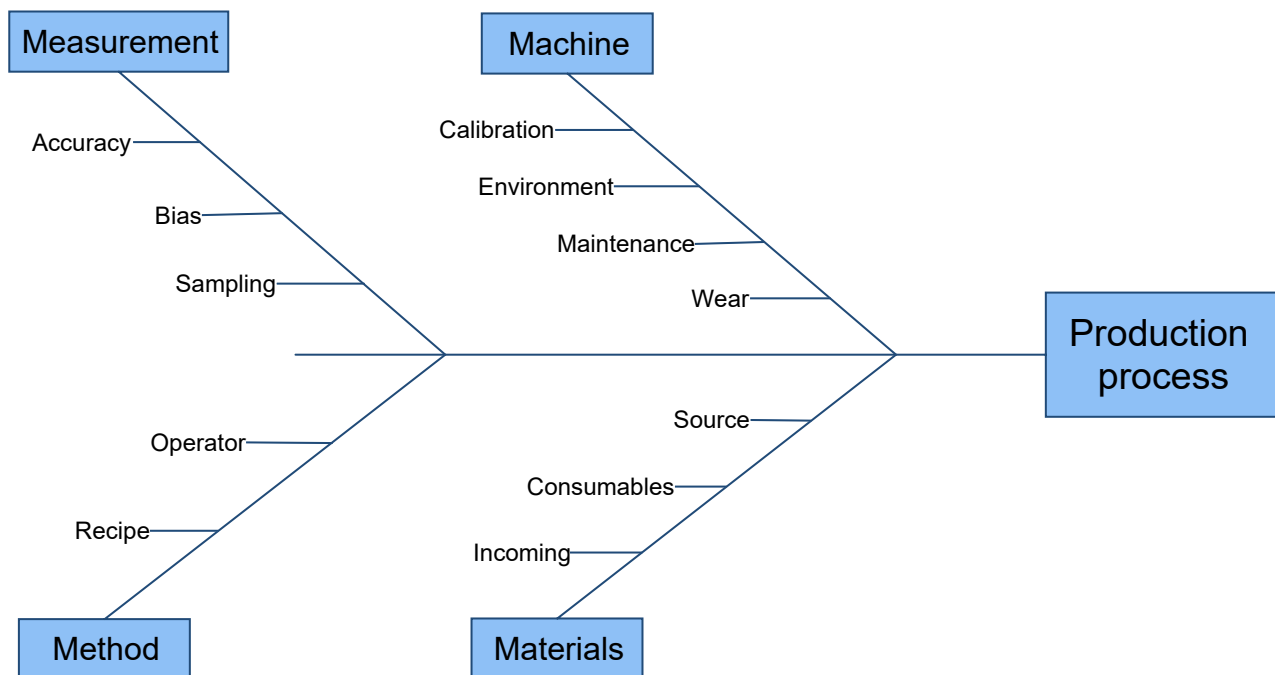 Measurement
Machine
Accuracy
Calibration
Environment
Bias
Maintenance
Sampling
Wear
Production
process
Source
Operator
Consumables
Recipe
Incoming
Method
Materials